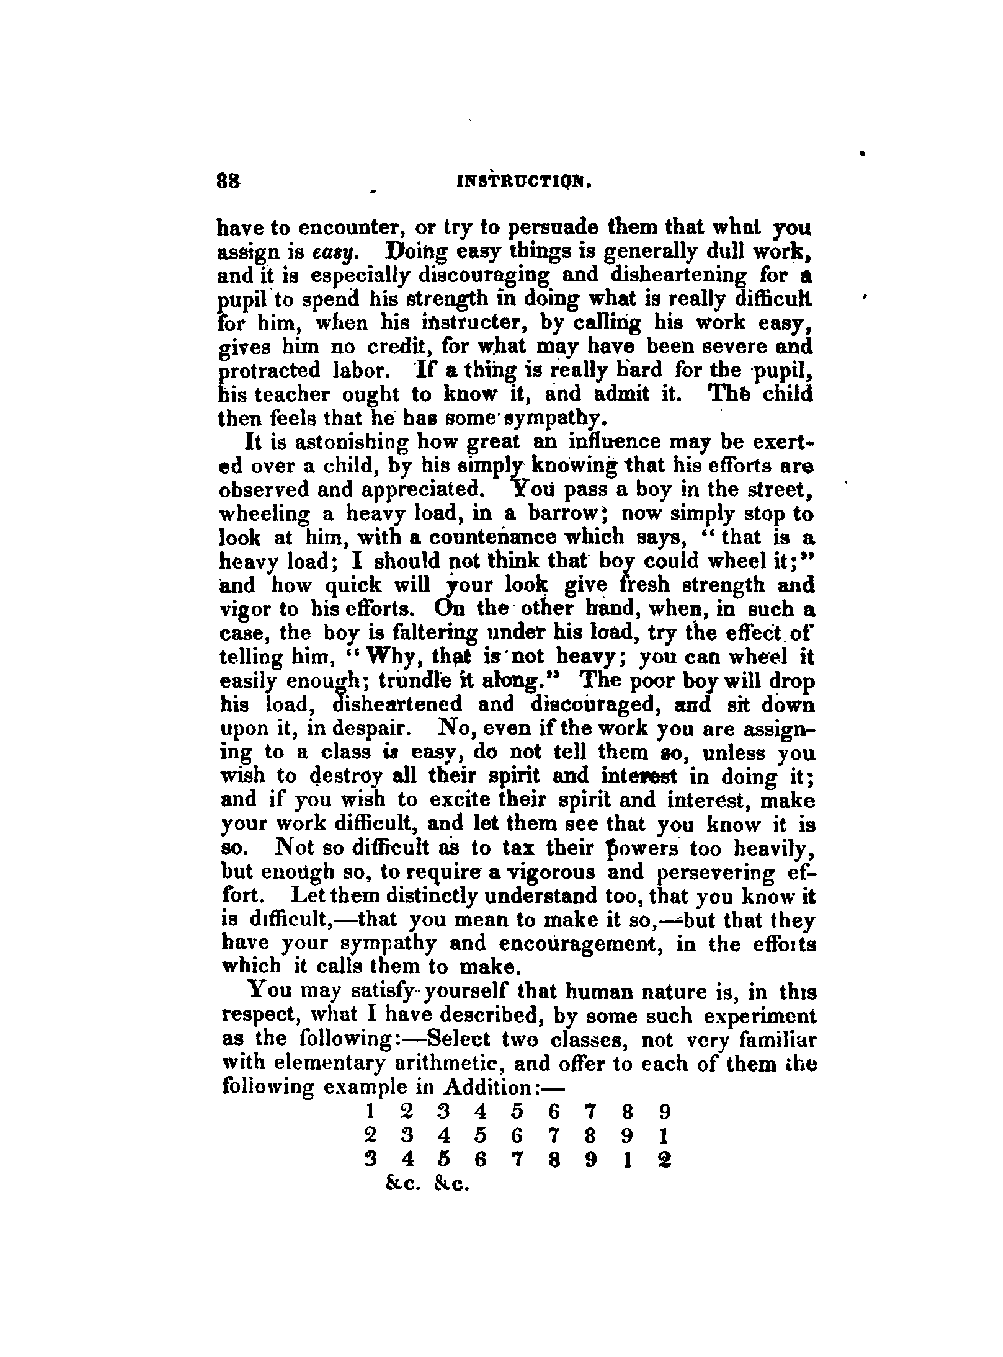 88 INSTRUCTION.
have to encounter, or try to persuade them that what you
assign is easy. Doing easy things is generally dull work,
and it is especially discouraging and disheartening for a
pupil to spend his strength in doing what is really difficult
for him, when his instructer, by calling his work easy,
gives him no credit, for what may have been severe and
protracted labor. If a thing is really hard for the pupil,
his teacher ought to know it, and admit it. The child
then feels that he has some sympathy.
It is astonishing how great an influence may be exert-
ed over a child, by his simply knowing that his efforts are
observed and appreciated. You pass a boy in the street,
wheeling a heavy load, in a barrow; now simply stop to
look at him, with a countenance which says, “ that is a
heavy load; I should not think that boy could wheel it;”
and how quick will your look give fresh strength and
vigor to his efforts. On the other hand, when, in such a
case, the boy is faltering under his load, try the effect of
telling him, “ Why, that is not heavy; you can wheel it
easily enough; trundle it along.” The poor boy will drop
his load, disheartened and discouraged, and sit down
upon it, in despair. No, even if the work you are assign-
ing to a class is easy, do not tell them so, unless you
wish to destroy all their spirit and interest in doing it;
and if you wish to excite their spirit and interest, make
your work difficult, and let them see that you know it is
so. Not so difficult as to tax their powers too heavily,
but enough so, to require a vigorous and persevering ef-
fort. Let them distinctly understand too, that you know it
is difficult,—that you mean to make it so,—but that they
have your sympathy and encouragement, in the efforts
which it calls them to make.
You may satisfy yourself that human nature is, in this
respect, what I have described, by some such experiment
as the following:—Select two classes, not very familiar
with elementary arithmetic, and offer to each of them the
following example in Addition:—
1 2 3 4 5 6 7 8 9
2 3 4 5 6 7 8 9 1
3 4 5 6 7 8 9 1 2
&c. &c.